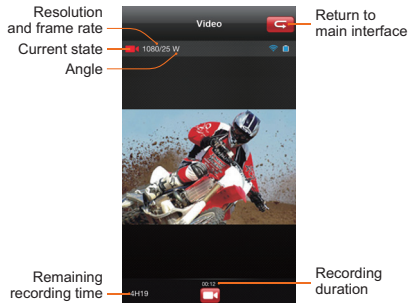 Resolution
and frame rate
Current state
Angle
Video
Return to
main interface
1080/25 W
Remaining
recording time
4H19
00:12
Recording
duration